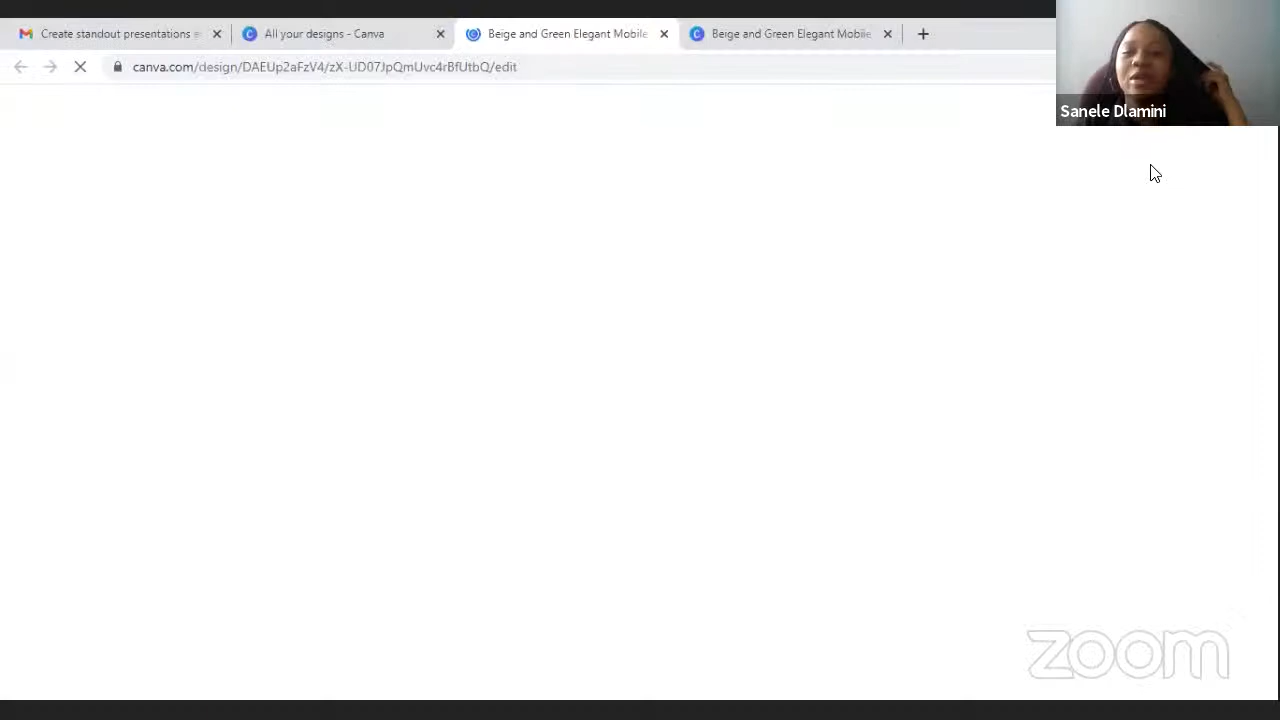 Create standout presentations
All your designs - Canva
Beige and Green Elegant Mobile
Beige and Green Elegant Mobile
canva.com/design/DAEUp2aFzV4/zX-UD07JpQmUvc4rBfUtbQ/edit
Sanele Dlamini
zoom